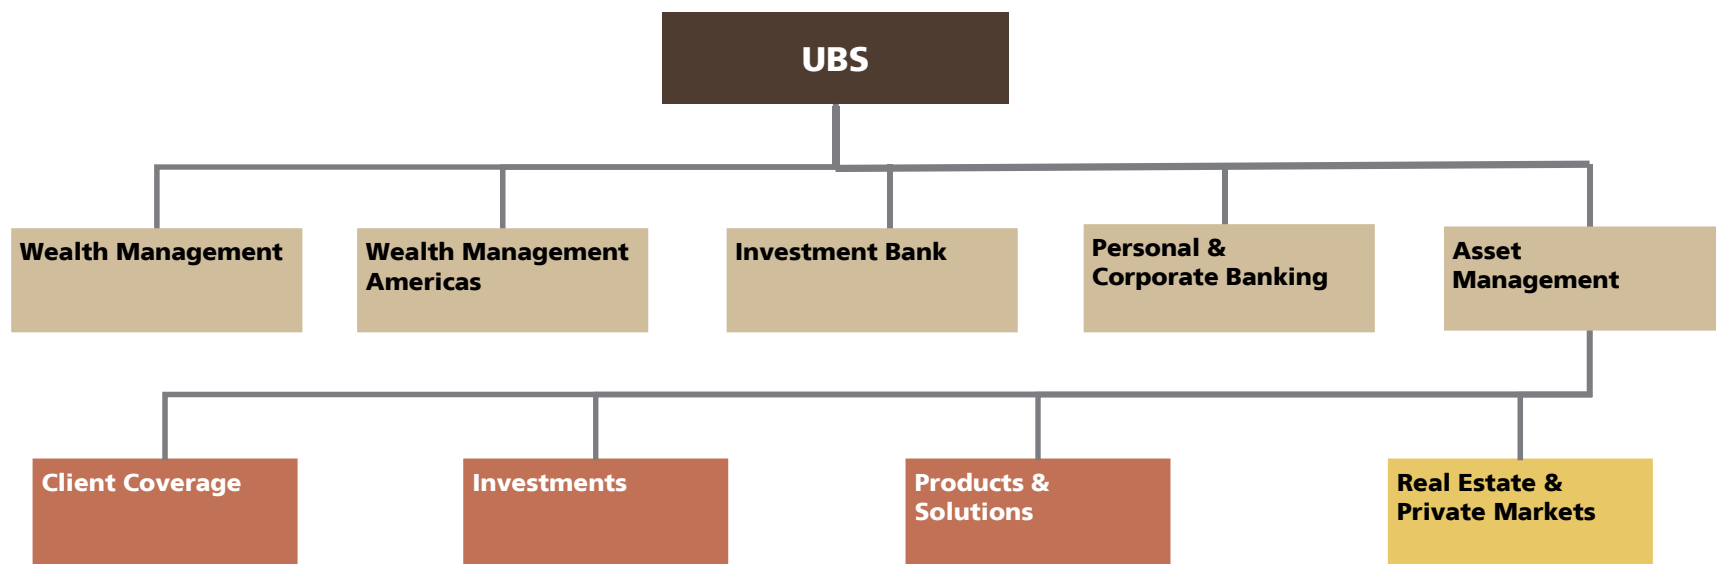 UBS
Wealth Management
Wealth Management
Americas
Investment Bank
Personal &
Corporate Banking
Asset
Management
Client Coverage
Investments
Products &
Solutions
Real Estate &
Private Markets